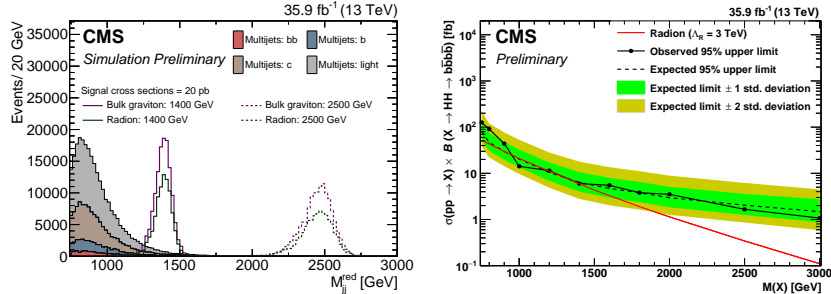 35.9 fb⁻¹ (13 TeV)
CMS
Simulation Preliminary
Multijets: bb
Multijets: b
Multijets: c
Multijets: light
Signal cross sections = 20 pb
Bulk graviton: 1400 GeV
Bulk graviton: 2500 GeV
Radion: 1400 GeV
Radion: 2500 GeV
Events/ 20 GeV
35000
30000
25000
20000
15000
10000
5000
0
1000
1500
2000
2500
3000
M_jj^red [GeV]
35.9 fb⁻¹ (13 TeV)
CMS
Preliminary
Radion (Λ_R = 3 TeV)
Observed 95% upper limit
Expected 95% upper limit
Expected limit ± 1 std. deviation
Expected limit ± 2 std. deviation
σ(pp → X) × B (X → HH → bb̄bb̄) [fb]
10⁵
10⁴
10³
10²
10
1
10⁻¹
1000
1500
2000
2500
3000
M(X) [GeV]